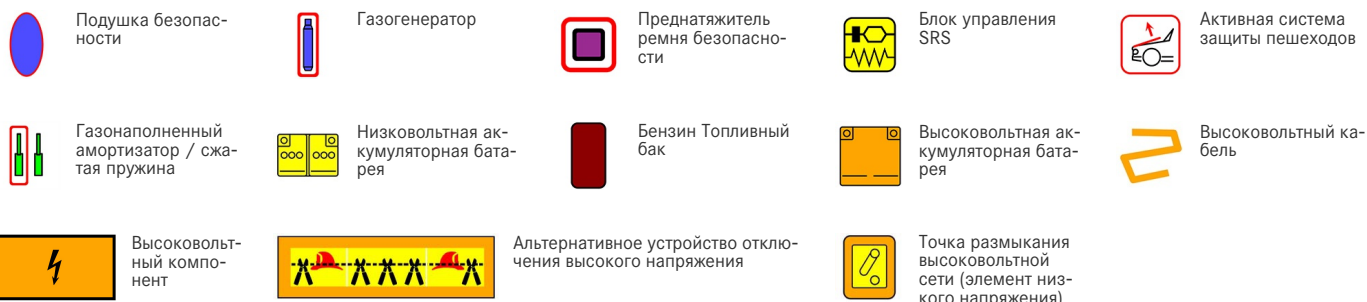 Подушка безопас-
ности
Газогенератор
Преднатяжитель
ремня безопасно-
сти
Блок управления
SRS
Активная система
защиты пешеходов
Газонаполненный
амортизатор / сжа-
тая пружина
Низковольтная ак-
кумуляторная бата-
рея
Бензин Топливный
бак
Высоковольтная ак-
кумуляторная бата-
рея
Высоковольтный ка-
бель
Высоковольт-
ный компо-
нент
Альтернативное устройство отклю-
чения высокого напряжения
Точка размыкания
высоковольтной
сети (элемент низ-
кого напряжения)